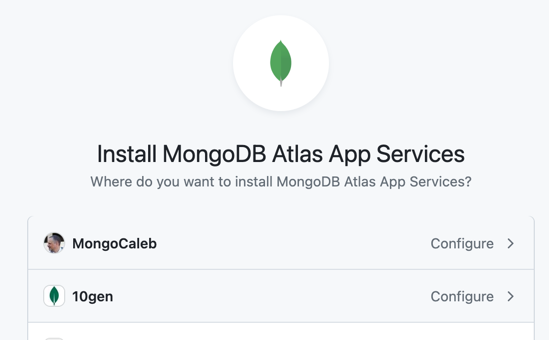 Install MongoDB Atlas App Services
Where do you want to install MongoDB Atlas App Services?
MongoCaleb Configure
10gen Configure